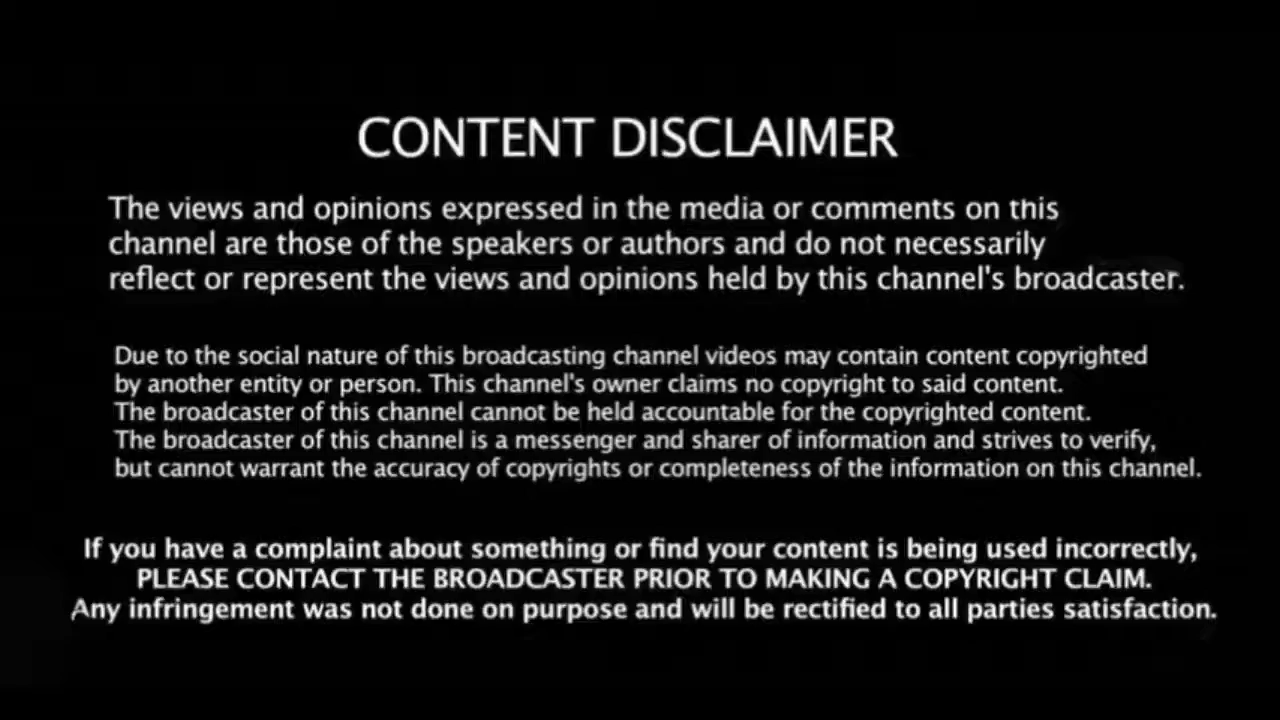 CONTENT DISCLAIMER
The views and opinions expressed in the media or comments on this
channel are those of the speakers or authors and do not necessarily
reflect or represent the views and opinions held by this channel's broadcaster.
Due to the social nature of this broadcasting channel videos may contain content copyrighted
by another entity or person. This channel's owner claims no copyright to said content.
The broadcaster of this channel cannot be held accountable for the copyrighted content.
The broadcaster of this channel is a messenger and sharer of information and strives to verify,
but cannot warrant the accuracy of copyrights or completeness of the information on this channel.
If you have a complaint about something or find your content is being used incorrectly,
PLEASE CONTACT THE BROADCASTER PRIOR TO MAKING A COPYRIGHT CLAIM.
Any infringement was not done on purpose and will be rectified to all parties satisfaction.